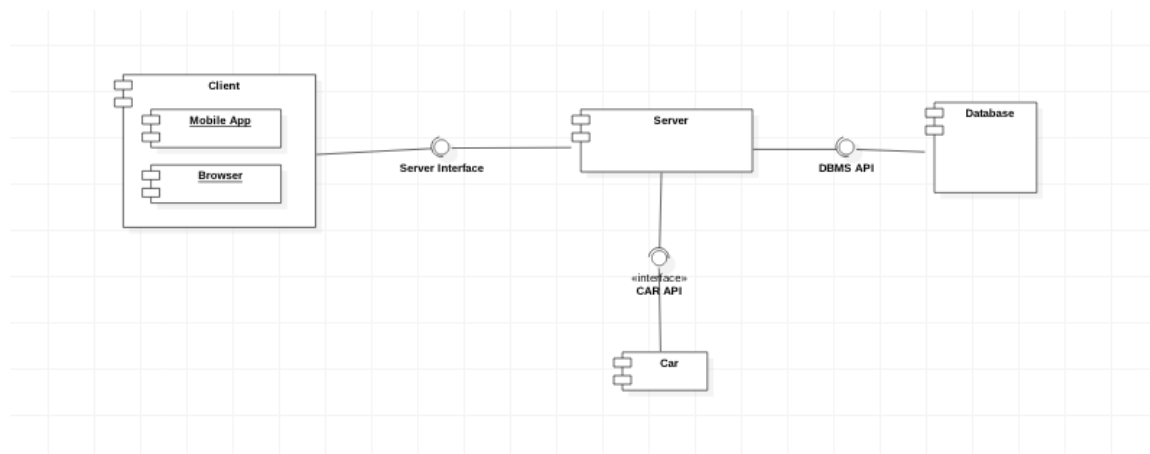 Client
Mobile App
Browser
Server Interface
Server
DBMS API
Database
«interface»
CAR API
Car